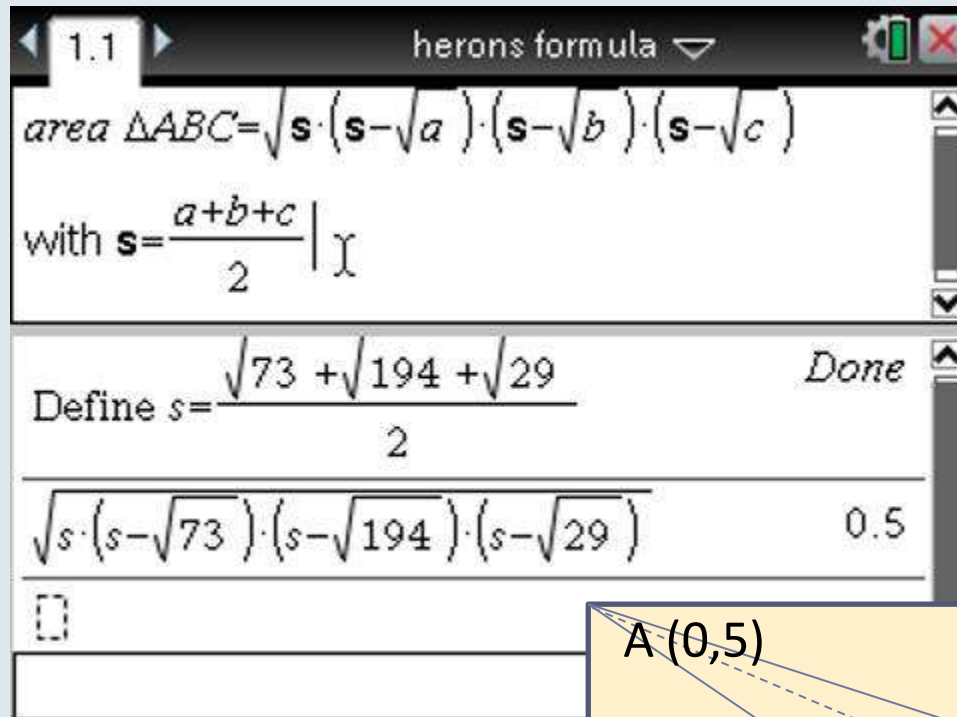 1.1 herons formula
area ΔABC=√s·(s-√a)·(s-√b)·(s-√c)
with s=a+b+c/2
Define s=√73+√194+√29/2 Done
√s·(s-√73)·(s-√194)·(s-√29) 0.5
A (0,5)